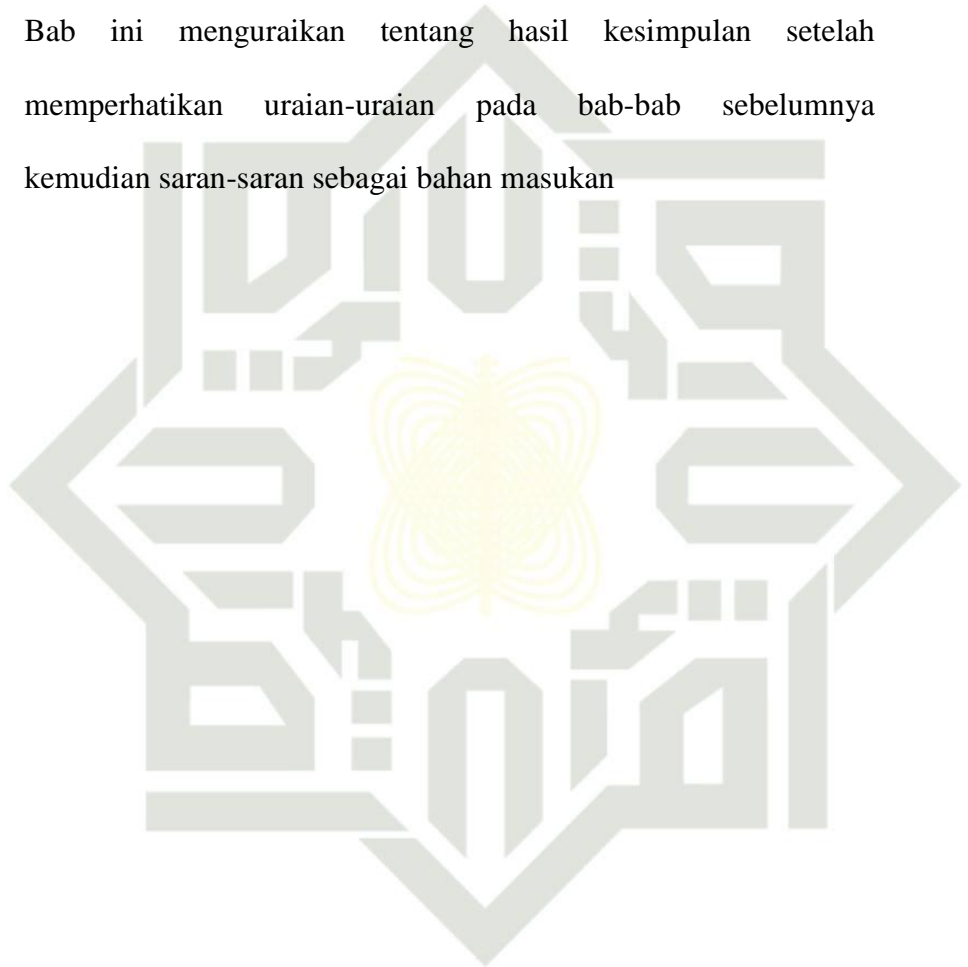 Bab ini menguraikan tentang hasil kesimpulan setelah
memperhatikan uraian-uraian pada bab-bab sebelumnya
kemudian saran-saran sebagai bahan masukan